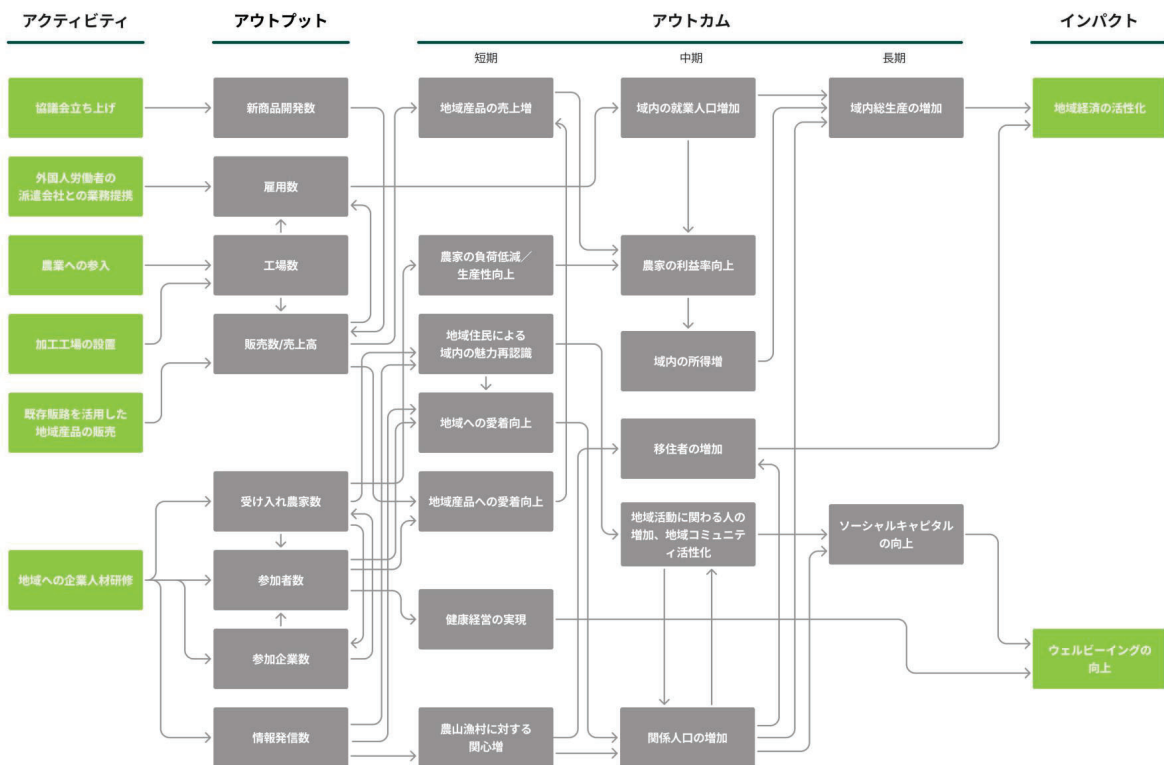 アクティビティ
アウトプット
アウトカム
インパクト
短期
中期
長期
協議会立ち上げ
外国人労働者の
派遣会社との業務提携
農業への参入
加工工場の設置
既存販路を活用した
地域産品の販売
地域への企業人材研修
新商品開発数
雇用数
工場数
販売数/売上高
受け入れ農家数
参加者数
参加企業数
情報発信数
地域産品の売上増
農家の負荷低減／
生産性向上
地域住民による
域内の魅力再認識
地域への愛着向上
地域産品への愛着向上
健康経営の実現
農山漁村に対する
関心増
域内の就業人口増加
農家の利益率向上
域内の所得増
移住者の増加
地域活動に関わる人の
増加、地域コミュニ
ティ活性化
関係人口の増加
域内総生産の増加
ソーシャルキャピタル
の向上
地域経済の活性化
ウェルビーイングの
向上